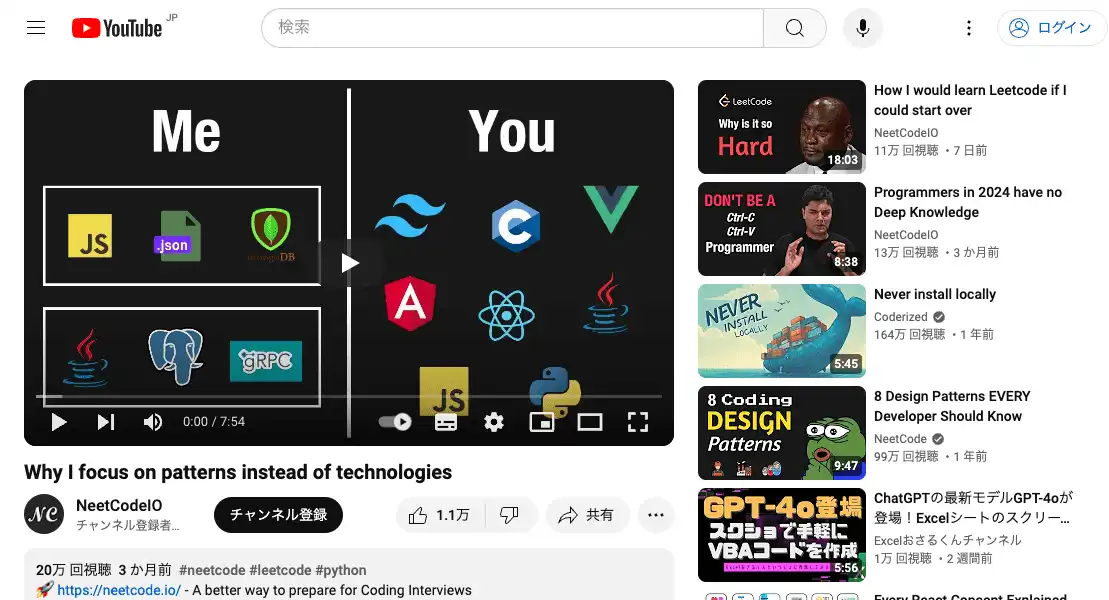 YouTube JP
検索
ログイン
Me
You
JS
.json
mongoDB
gRPC
JS
0:00 / 7:54
Why I focus on patterns instead of technologies
NC
NeetCodeIO
チャンネル登録者...
チャンネル登録
1.1万
共有
20万 回視聴 3 か月前 #neetcode #leetcode #python
🚀 https://neetcode.io/ - A better way to prepare for Coding Interviews
LeetCode
Why is it so
Hard
18:03
How I would learn Leetcode if I
could start over
NeetCodeIO
11万 回視聴 ・7 日前
DON'T BE A
Ctrl-C
Ctrl-V
Programmer
8:38
Programmers in 2024 have no
Deep Knowledge
NeetCodeIO
13万 回視聴 ・3 か月前
NEVER
INSTALL
LOCALLY
5:45
Never install locally
Coderized
164万 回視聴 ・1 年前
8 Coding
DESIGN
Patterns
9:47
8 Design Patterns EVERY
Developer Should Know
NeetCode
99万 回視聴 ・1 年前
GPT-4o登場
スクショで手軽に
VBAコードを作成
5:56
ChatGPTの最新モデルGPT-4oが
登場！Excelシートのスクリー...
Excelおさるくんチャンネル
1万 回視聴 ・2 週間前
Every React Concept Explained